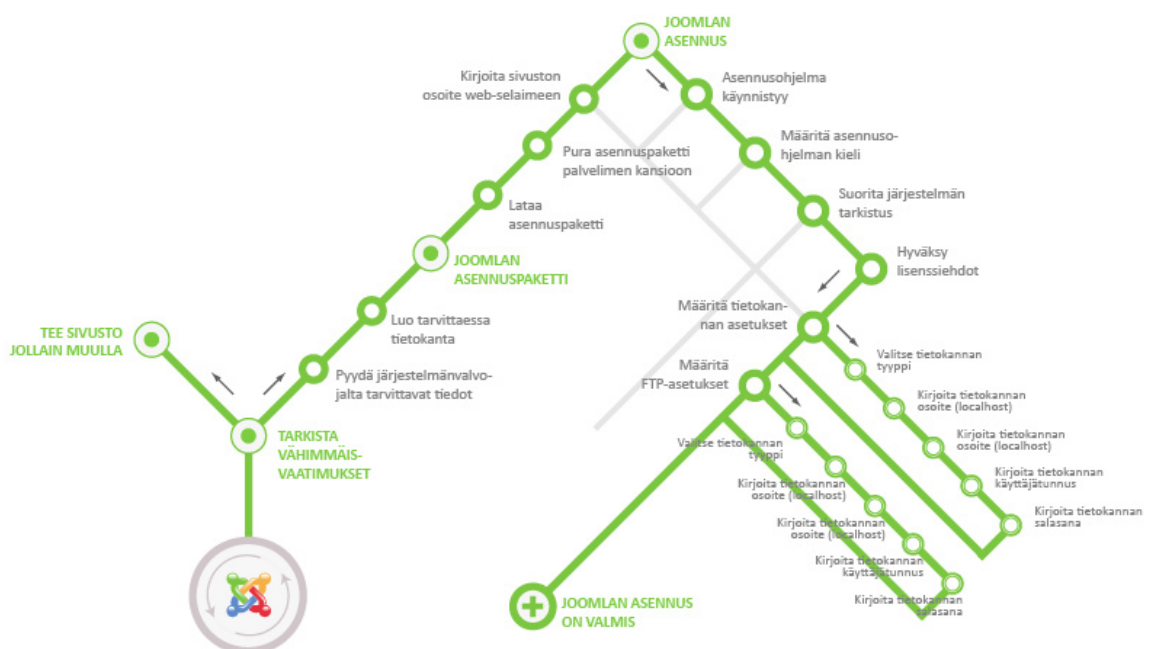 JOOMLAN
ASENNUS
Kirjoita sivuston
osoite web-selaimeen
Asennusohjelma
käynnistyy
Pura asennuspaketti
palvelimen kansioon
Määritä asennuso-
hjelman kieli
Lataa
asennuspaketti
Suorita järjestelmän
tarkistus
JOOMLAN
ASENNUSPAKETTI
Hyväksy
lisenssiehdot
Luo tarvittaessa
tietokanta
Määritä tietokan-
nan asetukset
TEE SIVUSTO
JOLLAIN MUULLA
Pyydä järjestelmänvalvo-
jalta tarvittavat tiedot
Määritä
FTP-asetukset
Valitse tietokannan
tyyppi
Kirjoita tietokannan
osoite (localhost)
Kirjoita tietokannan
osoite (localhost)
Kirjoita tietokannan
käyttäjätunnus
Kirjoita tietokannan
salasana
TARKISTA
VÄHIMMÄIS-
VAATIMUKSET
Valitse tietokannan
tyyppi
Kirjoita tietokannan
osoite (localhost)
Kirjoita tietokannan
osoite (localhost)
Kirjoita tietokannan
käyttäjätunnus
Kirjoita tietokannan
salasana
JOOMLAN ASENNUS
ON VALMIS